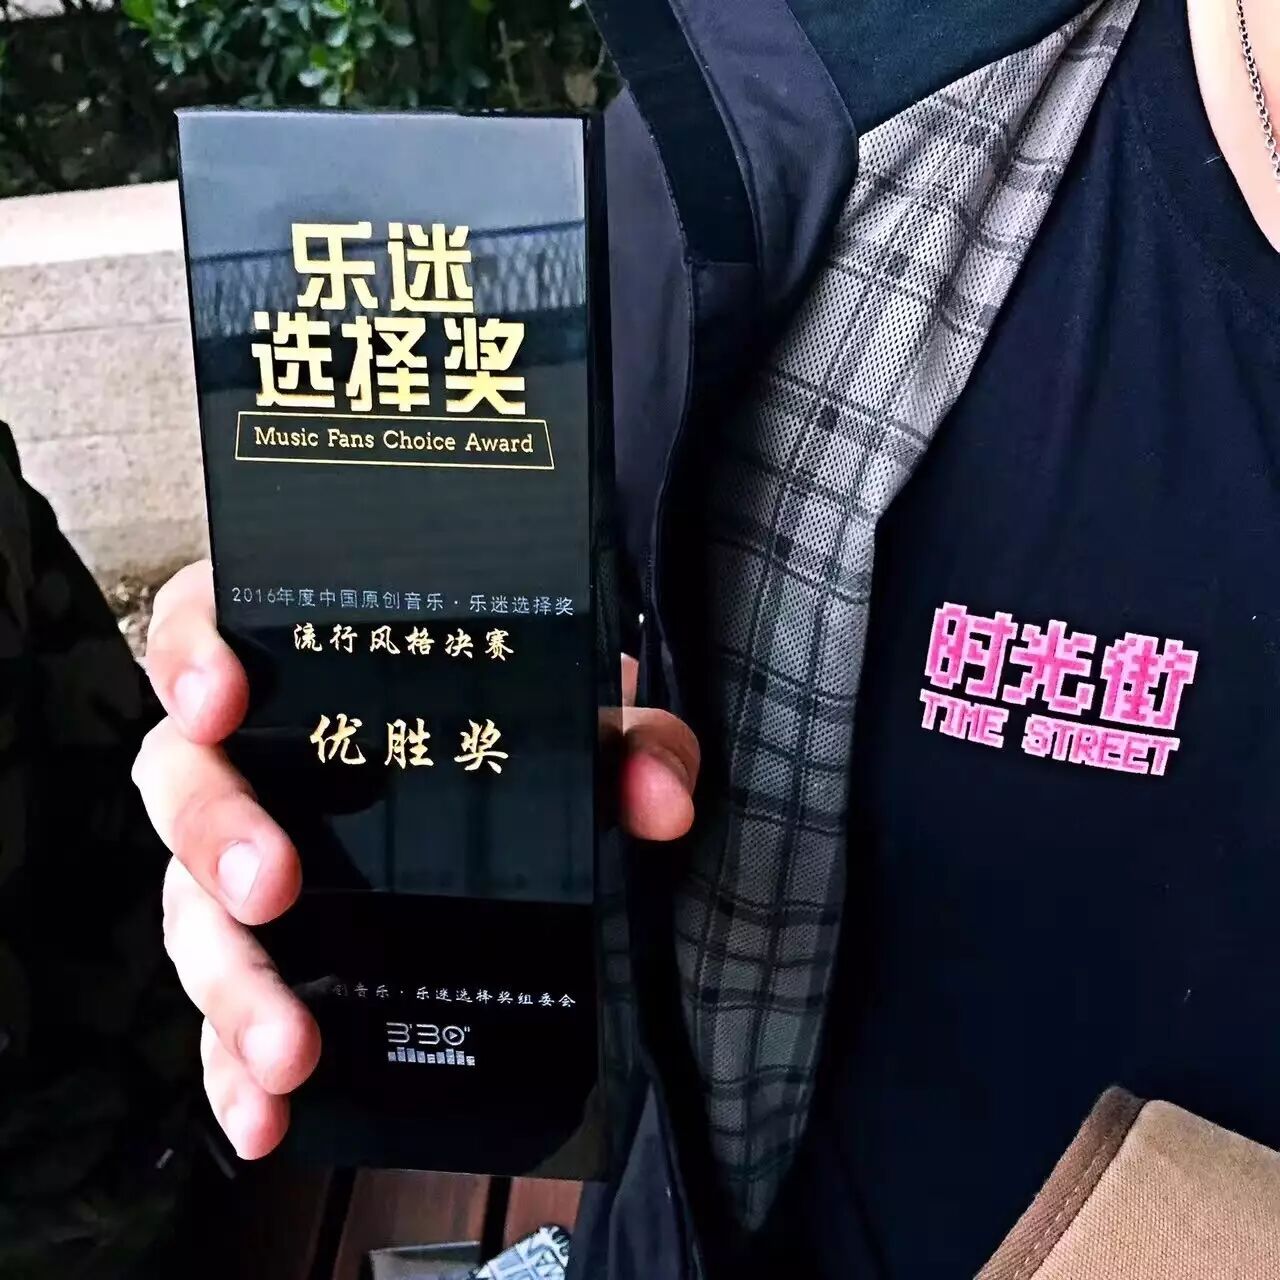 乐迷
选择奖
Music Fans Choice Award
2016年度中国原创音乐·乐迷选择奖
流行风格决赛
优胜奖
创音乐·乐迷选择奖组委会
3'30"
时光街
TIME STREET